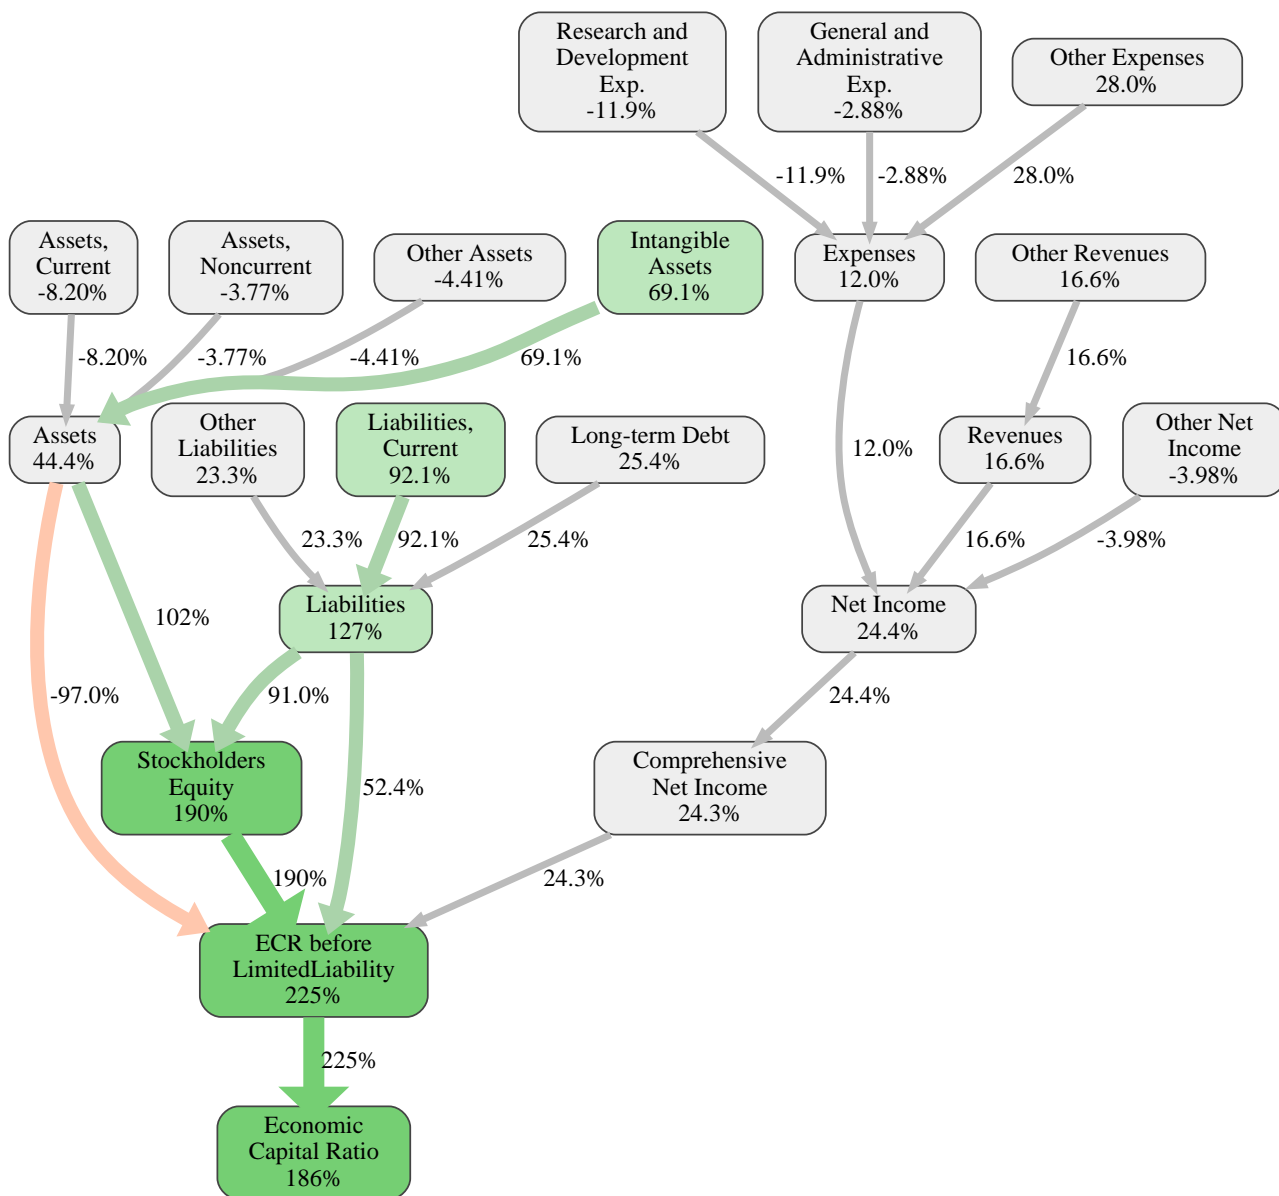 Research and
Development
Exp.
-11.9%
General and
Administrative
Exp.
-2.88%
Other Expenses
28.0%
-11.9%
-2.88%
28.0%
Assets,
Current
-8.20%
Assets,
Noncurrent
-3.77%
Other Assets
-4.41%
Intangible
Assets
69.1%
Expenses
12.0%
Other Revenues
16.6%
-8.20%
-3.77%
-4.41%
69.1%
16.6%
Assets
44.4%
Other
Liabilities
23.3%
Liabilities,
Current
92.1%
Long-term Debt
25.4%
12.0%
Revenues
16.6%
Other Net
Income
-3.98%
23.3%
92.1%
25.4%
16.6%
-3.98%
Liabilities
127%
Net Income
24.4%
102%
-97.0%
91.0%
24.4%
Stockholders
Equity
190%
52.4%
Comprehensive
Net Income
24.3%
190%
24.3%
ECR before
LimitedLiability
225%
225%
Economic
Capital Ratio
186%